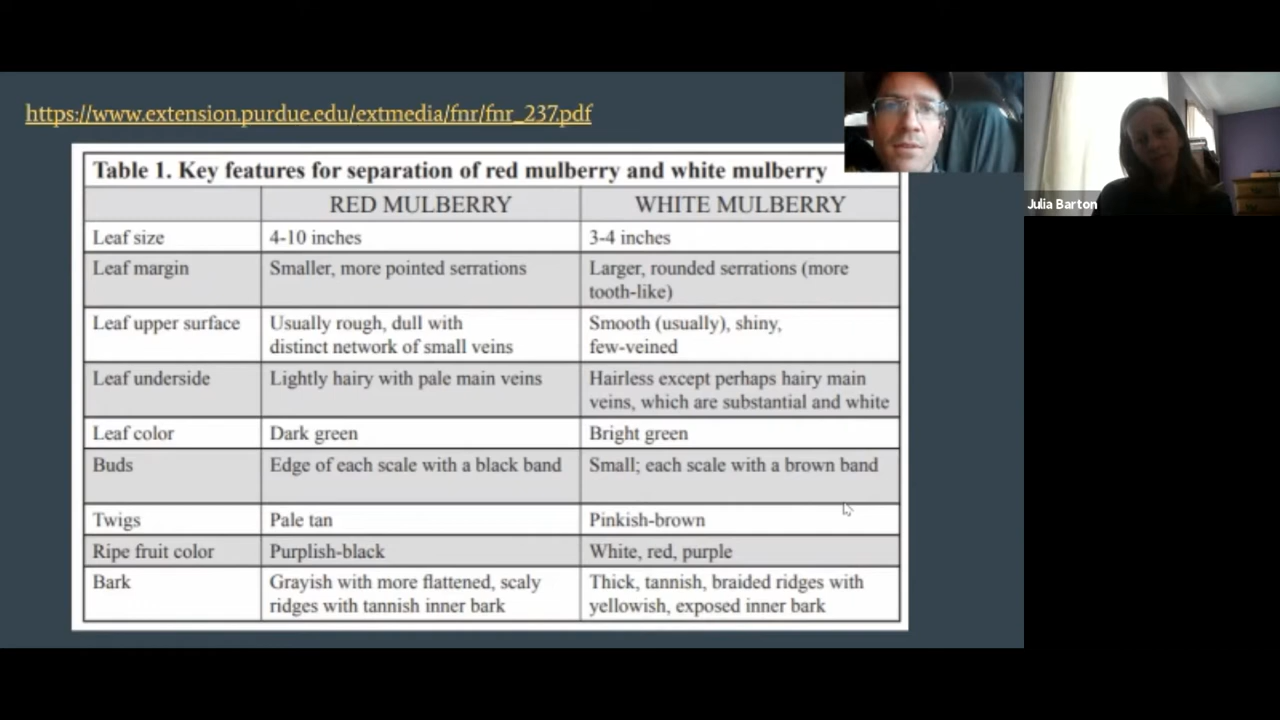 https://www.extension.purdue.edu/extmedia/fnr/fnr_237.pdf
Table 1. Key features for separation of red mulberry and white mulberry
RED MULBERRY WHITE MULBERRY
Leaf size 4-10 inches 3-4 inches
Leaf margin Smaller, more pointed serrations Larger, rounded serrations (more
tooth-like)
Leaf upper surface Usually rough, dull with Smooth (usually), shiny,
distinct network of small veins few-veined
Leaf underside Lightly hairy with pale main veins Hairless except perhaps hairy main
veins, which are substantial and white
Leaf color Dark green Bright green
Buds Edge of each scale with a black band Small; each scale with a brown band
Twigs Pale tan Pinkish-brown
Ripe fruit color Purplish-black White, red, purple
Bark Grayish with more flattened, scaly Thick, tannish, braided ridges with
ridges with tannish inner bark yellowish, exposed inner bark
Julia Barton